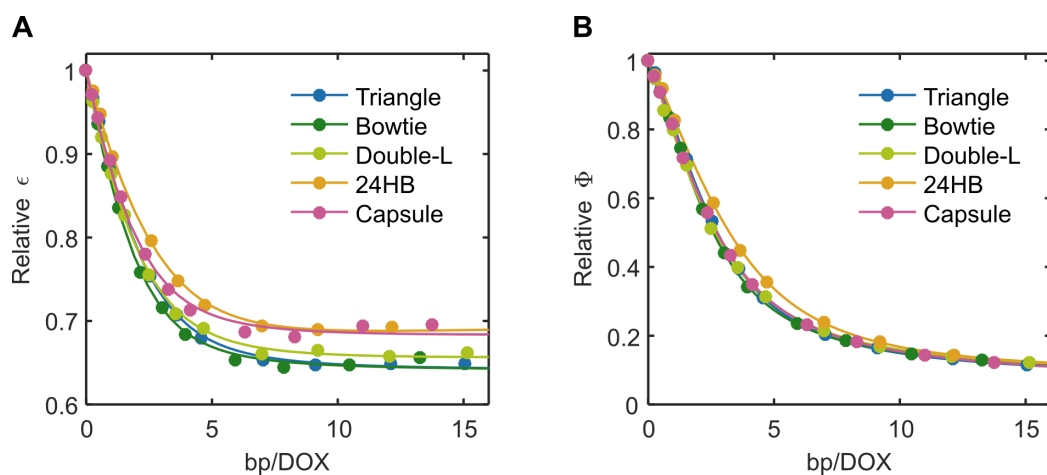 A
Relative ϵ
1
0.9
0.8
0.7
0.6
0
5
10
15
bp/DOX
Triangle
Bowtie
Double-L
24HB
Capsule
B
Relative Φ
1
0.8
0.6
0.4
0.2
0
0
5
10
15
bp/DOX
Triangle
Bowtie
Double-L
24HB
Capsule